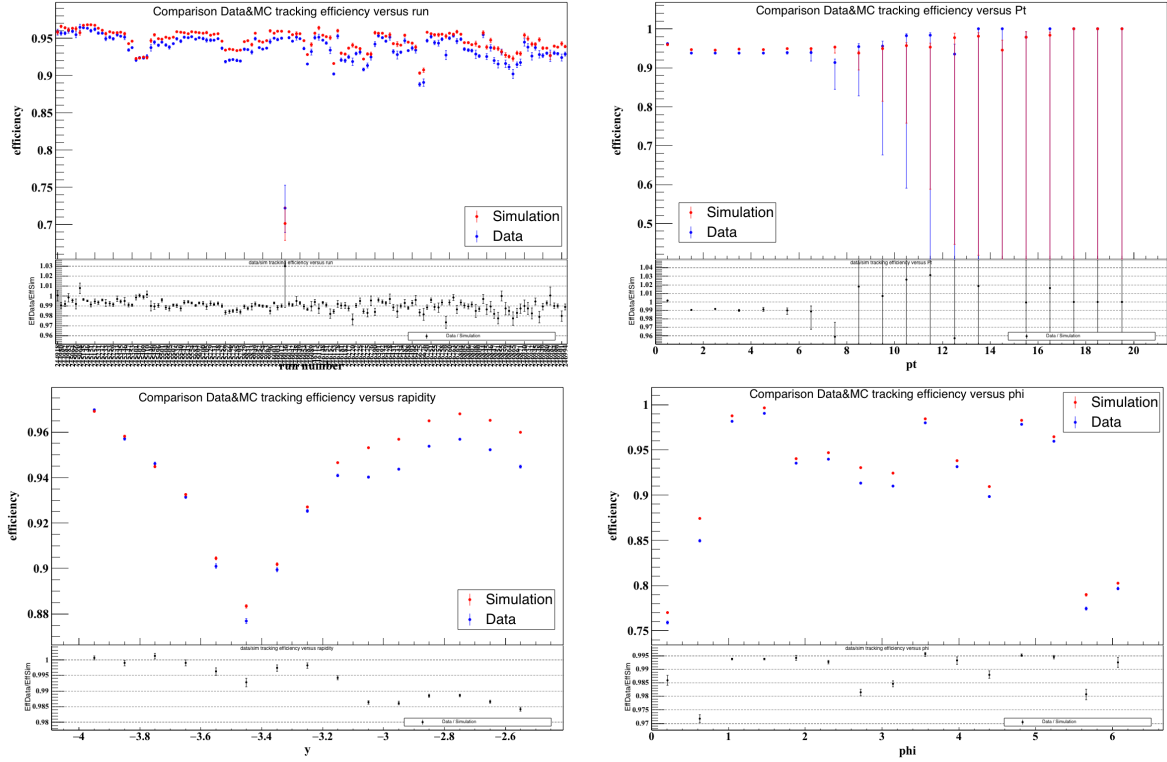 Comparison Data&MC tracking efficiency versus run
efficiency
0.95
0.9
0.85
0.8
0.75
0.7
Simulation
Data
data/sim tracking efficiency versus run
EffData/EffSim
1.03
1.02
1.01
1
0.99
0.98
0.97
0.96
Data / Simulation
run number
Comparison Data&MC tracking efficiency versus Pt
efficiency
1
0.9
0.8
0.7
0.6
0.5
Simulation
Data
data/sim tracking efficiency versus Pt
EffData/EffSim
1.04
1.03
1.02
1.01
1
0.99
0.98
0.97
0.96
Data / Simulation
0 2 4 6 8 10 12 14 16 18 20
pt
Comparison Data&MC tracking efficiency versus rapidity
efficiency
0.96
0.94
0.92
0.9
0.88
Simulation
Data
data/sim tracking efficiency versus rapidity
EffData/EffSim
1
0.995
0.99
0.985
0.98
Data / Simulation
−4 −3.8 −3.6 −3.4 −3.2 −3 −2.8 −2.6
y
Comparison Data&MC tracking efficiency versus phi
efficiency
1
0.95
0.9
0.85
0.8
0.75
Simulation
Data
data/sim tracking efficiency versus phi
EffData/EffSim
0.995
0.99
0.985
0.98
0.975
0.97
Data / Simulation
0 1 2 3 4 5 6
phi